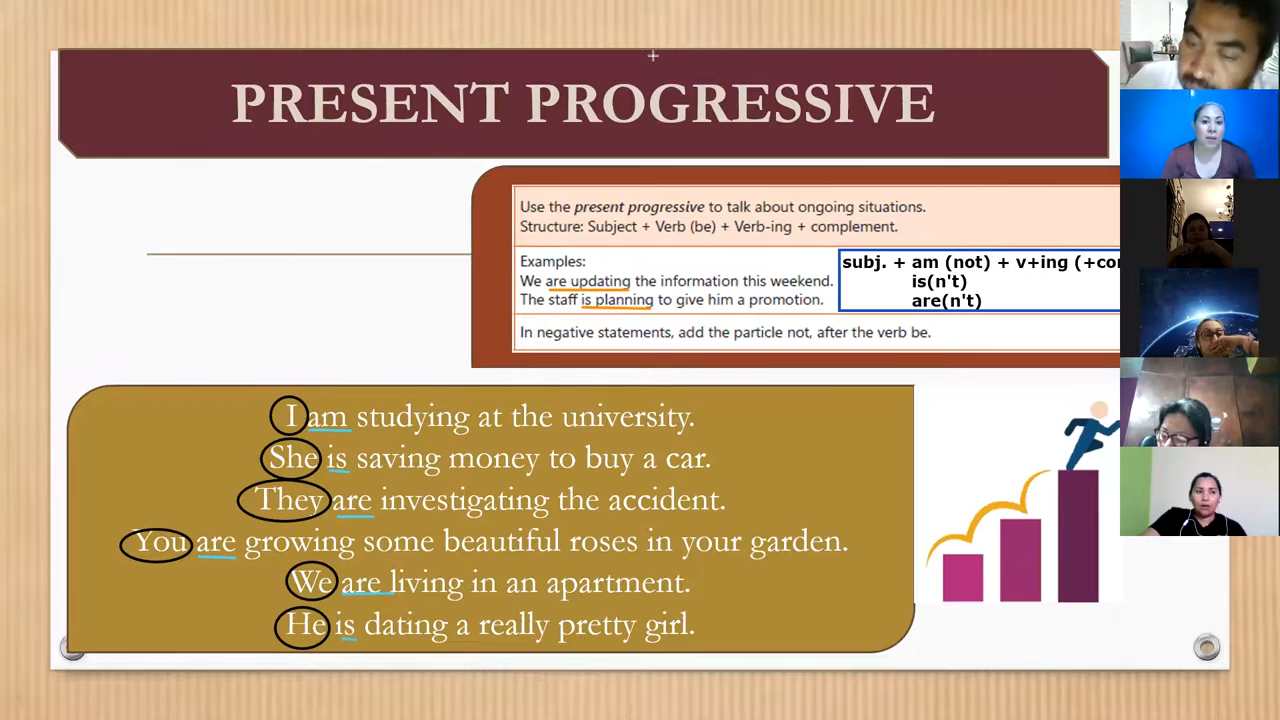 PRESENT PROGRESSIVE
Use the present progressive to talk about ongoing situations.
Structure: Subject + Verb (be) + Verb-ing + complement.
Examples:
We are updating the information this weekend.
The staff is planning to give him a promotion.
subj. + am (not) + v+ing (+co
is(n't)
are(n't)
In negative statements, add the particle not, after the verb be.
I am studying at the university.
She is saving money to buy a car.
They are investigating the accident.
You are growing some beautiful roses in your garden.
We are living in an apartment.
He is dating a really pretty girl.